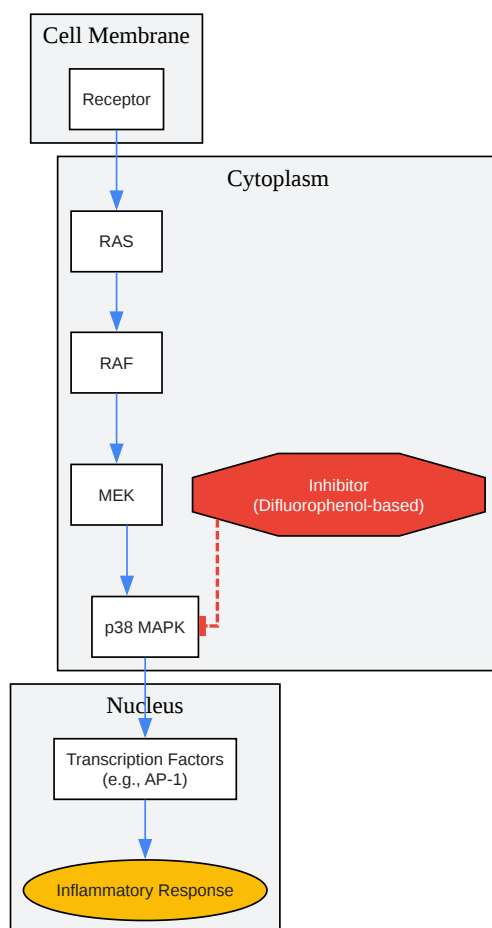 Cell Membrane
Receptor
Cytoplasm
RAS
RAF
MEK
Inhibitor
(Difluorophenol-based)
p38 MAPK
Nucleus
Transcription Factors
(e.g., AP-1)
Inflammatory Response